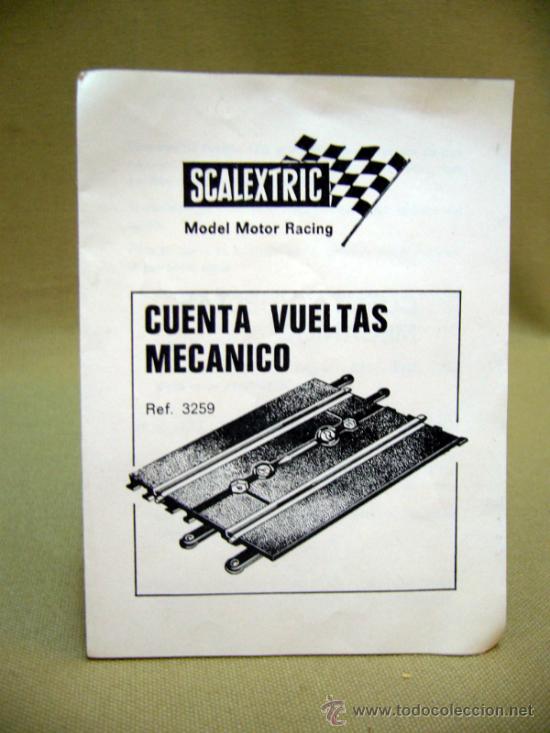 SCALEXTRIC
Model Motor Racing
CUENTA VUELTAS
MECANICO
Ref. 3259
www.todocoleccion.net